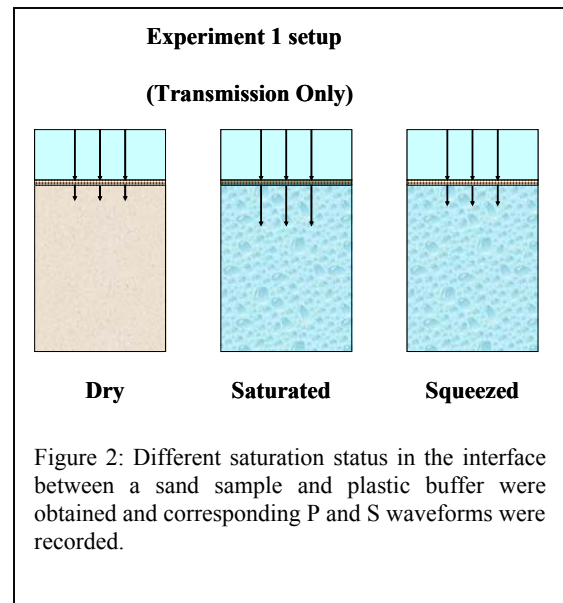 Experiment 1 setup
(Transmission Only)
Dry
Saturated
Squeezed
Figure 2: Different saturation status in the interface
between a sand sample and plastic buffer were
obtained and corresponding P and S waveforms were
recorded.